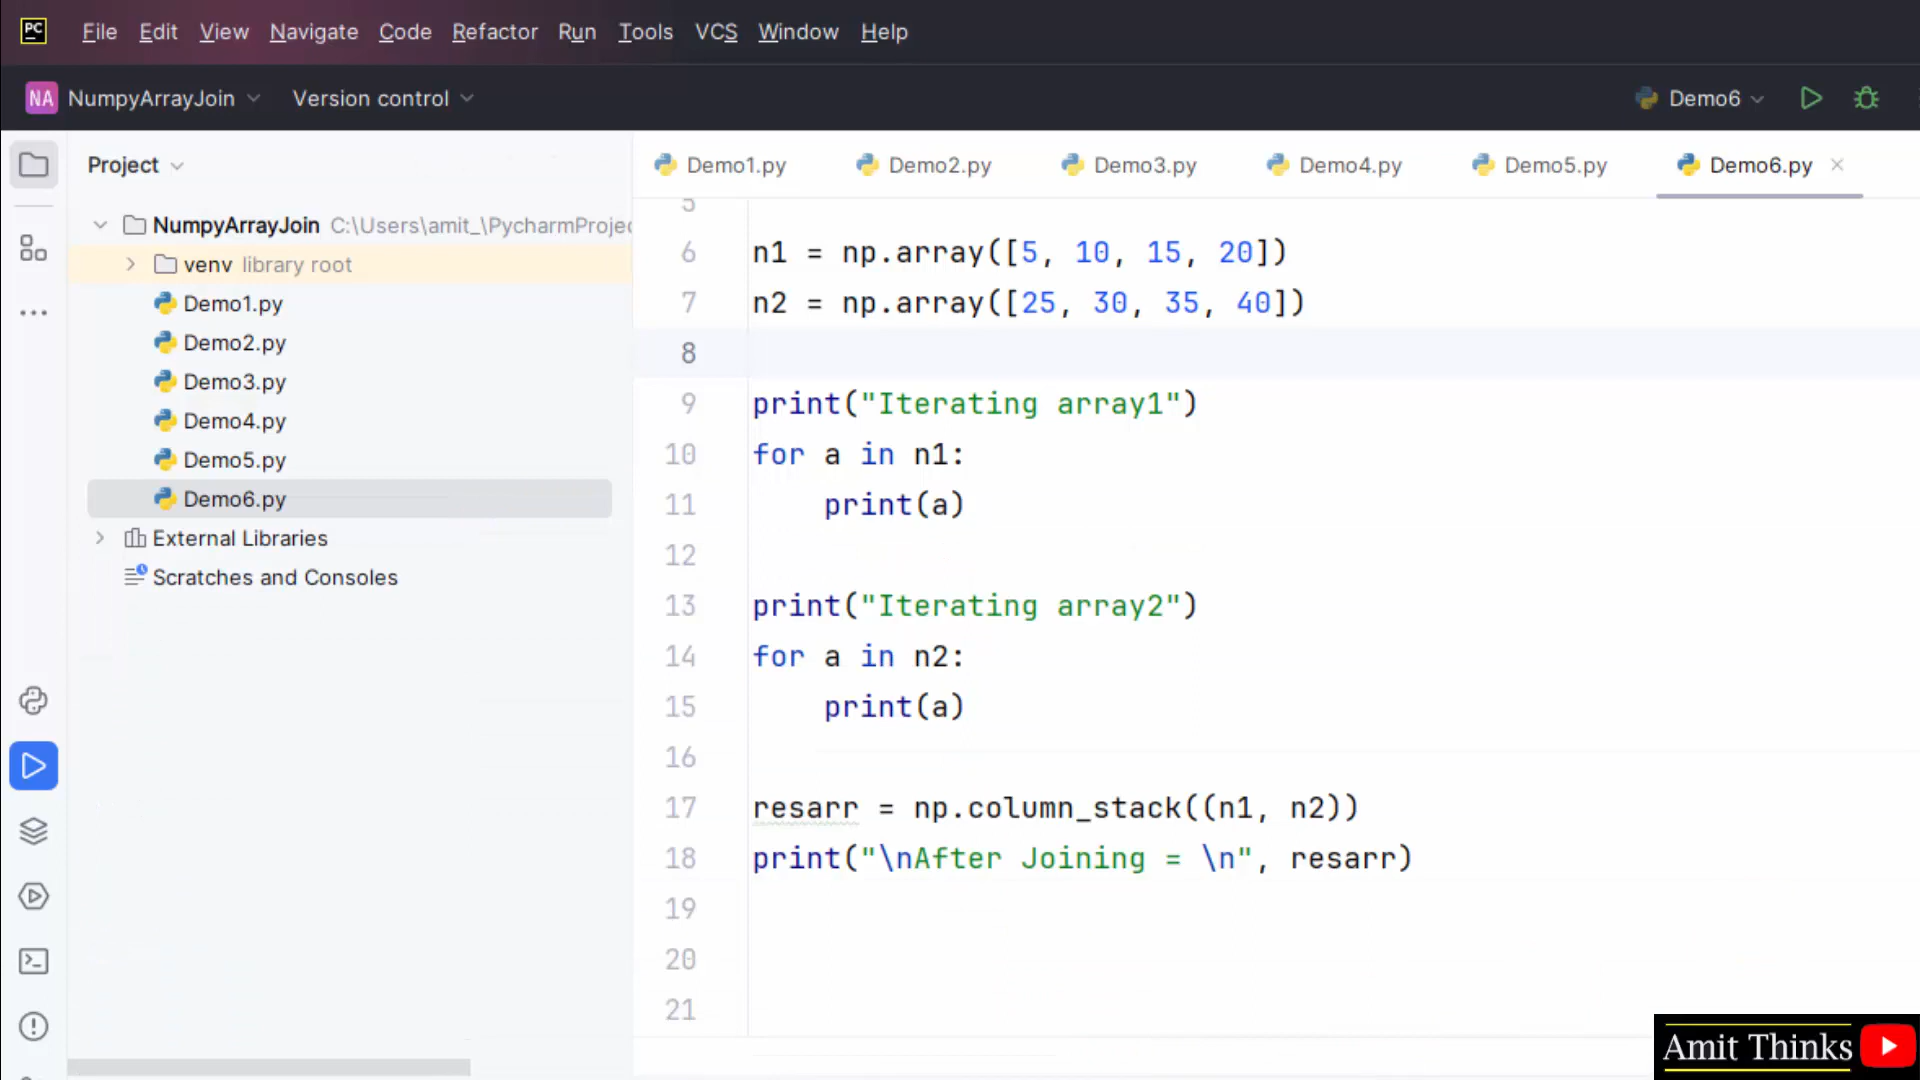 PC File Edit View Navigate Code Refactor Run Tools VCS Window Help
NA NumpyArrayJoin Version control Demo6
Project
NumpyArrayJoin C:\Users\amit_\PycharmProjec
venv library root
Demo1.py
Demo2.py
Demo3.py
Demo4.py
Demo5.py
Demo6.py
External Libraries
Scratches and Consoles
Demo1.py Demo2.py Demo3.py Demo4.py Demo5.py Demo6.py
5
6 n1 = np.array([5, 10, 15, 20])
7 n2 = np.array([25, 30, 35, 40])
8
9 print("Iterating array1")
10 for a in n1:
11 print(a)
12
13 print("Iterating array2")
14 for a in n2:
15 print(a)
16
17 resarr = np.column_stack((n1, n2))
18 print("\nAfter Joining = \n", resarr)
19
20
21
Amit Thinks